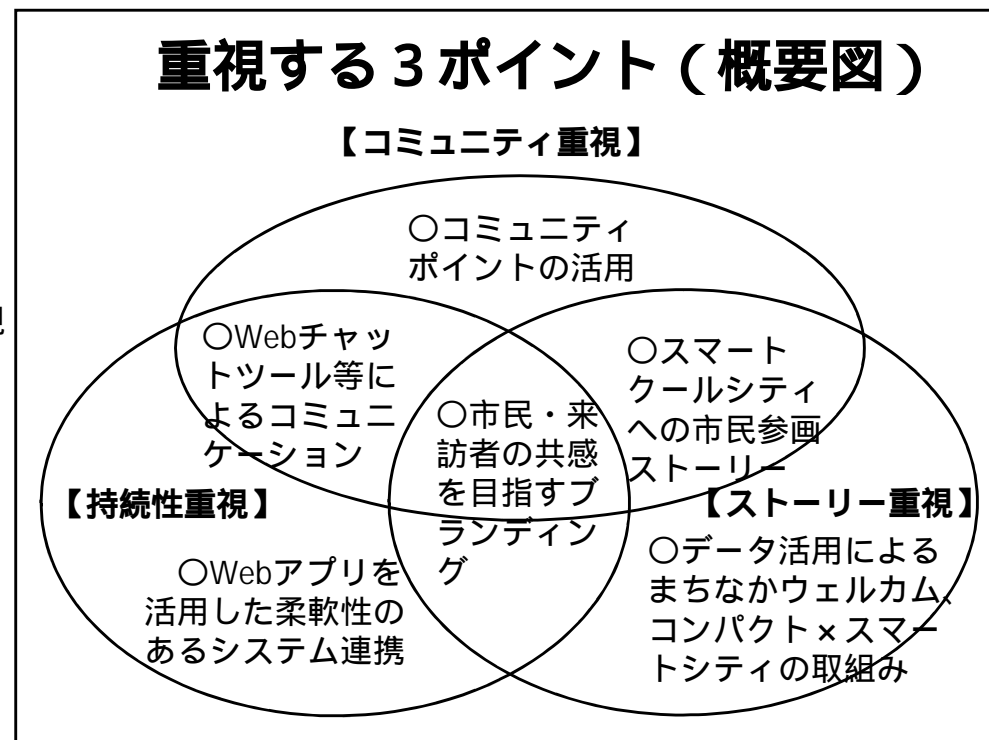 重視する３ポイント（概要図）
【コミュニティ重視】
〇コミュニティ
ポイントの活用
〇Webチャッ
トツール等に
よるコミュニ
ケーション
〇スマート
クールシティ
への市民参画
ストーリー
〇市民・来
訪者の共感
を目指すブ
ランディン
グ
【持続性重視】
【ストーリー重視】
〇Webアプリを
活用した柔軟性の
あるシステム連携
〇データ活用による
まちなかウェルカム、
コンパクト×スマー
トシティの取組み